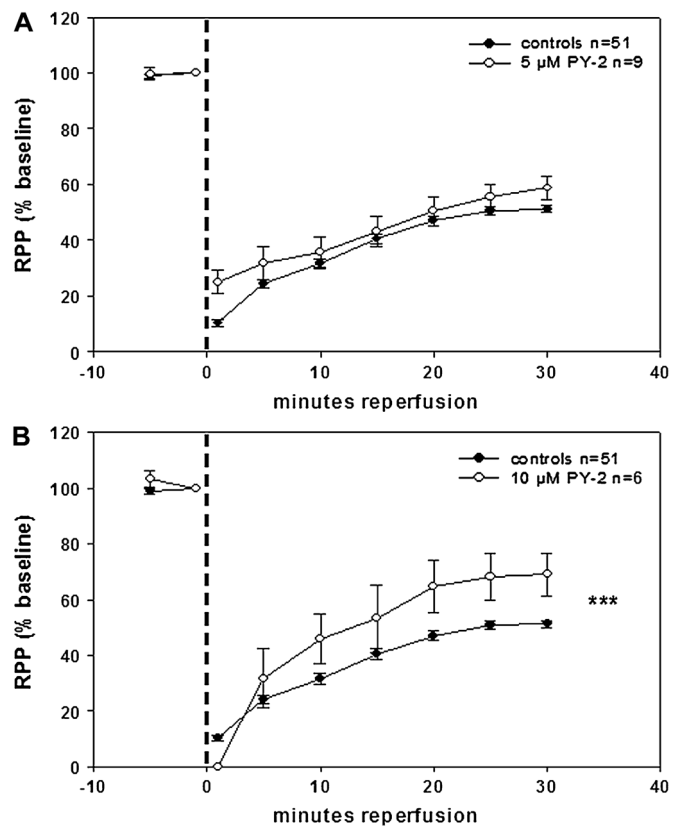 A
controls n=51
5 µM PY-2 n=9
120
100
80
60
40
20
0
RPP (% baseline)
-10
0
10
20
30
40
minutes reperfusion
B
controls n=51
10 µM PY-2 n=6
120
100
80
60
40
20
0
RPP (% baseline)
***
-10
0
10
20
30
40
minutes reperfusion